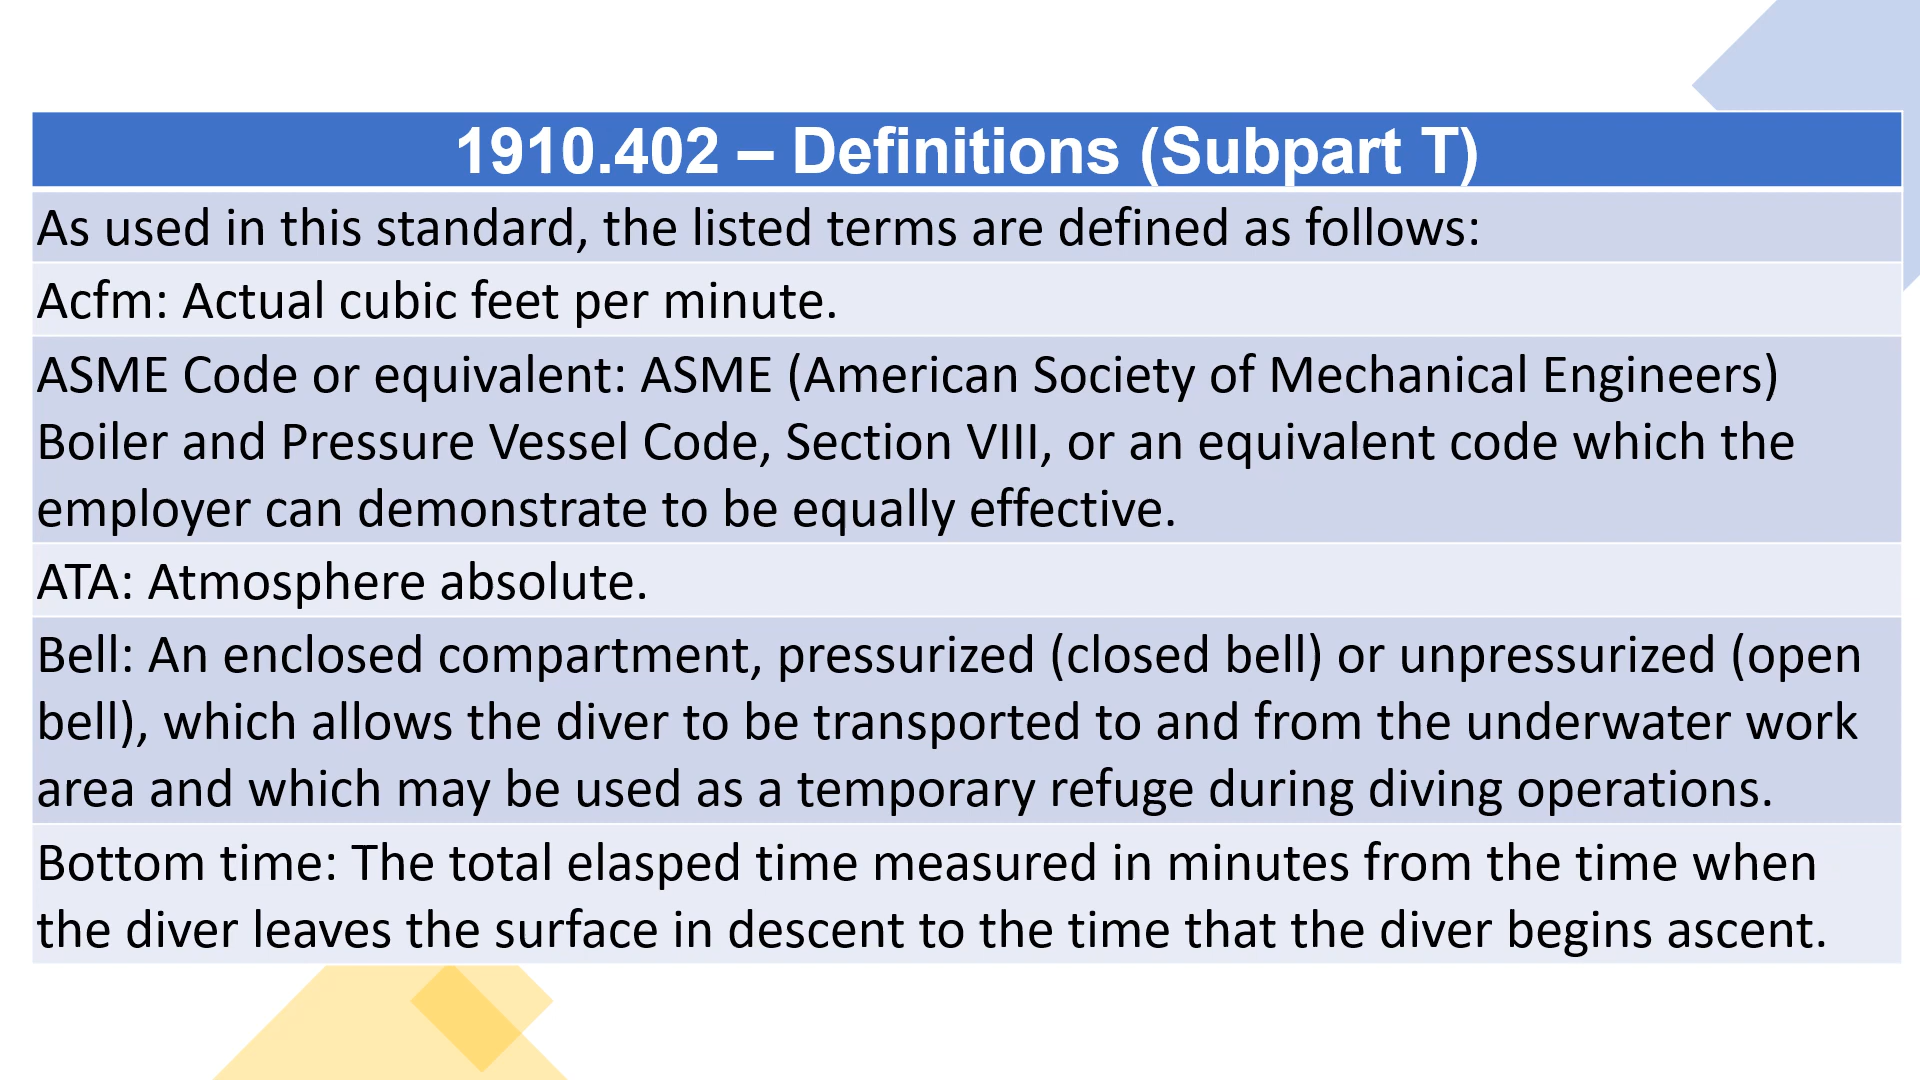 1910.402 – Definitions (Subpart T)
As used in this standard, the listed terms are defined as follows:
Acfm: Actual cubic feet per minute.
ASME Code or equivalent: ASME (American Society of Mechanical Engineers)
Boiler and Pressure Vessel Code, Section VIII, or an equivalent code which the
employer can demonstrate to be equally effective.
ATA: Atmosphere absolute.
Bell: An enclosed compartment, pressurized (closed bell) or unpressurized (open
bell), which allows the diver to be transported to and from the underwater work
area and which may be used as a temporary refuge during diving operations.
Bottom time: The total elasped time measured in minutes from the time when
the diver leaves the surface in descent to the time that the diver begins ascent.